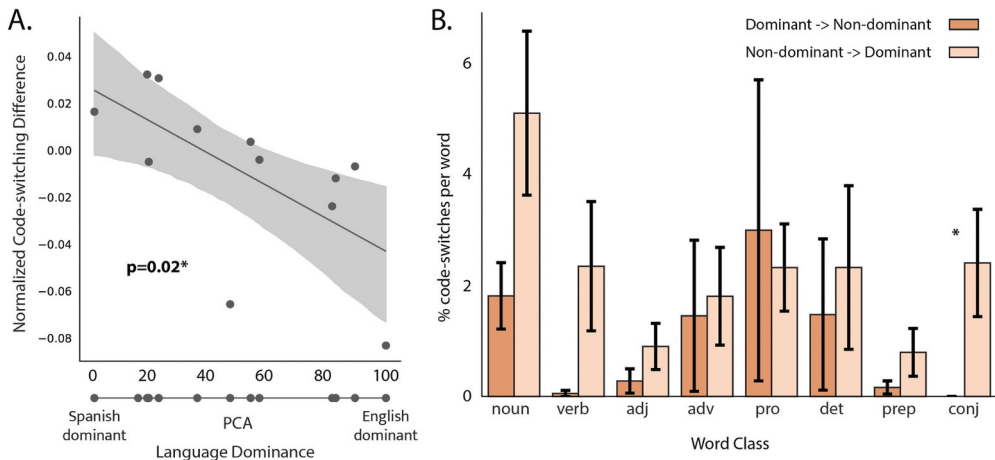 A.
Normalized Code-switching Difference
0.04
0.02
0.00
−0.02
−0.04
−0.06
−0.08
p=0.02*
0 20 40 60 80 100
Spanish dominant
PCA
English dominant
Language Dominance
B.
Dominant -> Non-dominant
Non-dominant -> Dominant
% code-switches per word
6
4
2
0
*
noun verb adj adv pro det prep conj
Word Class